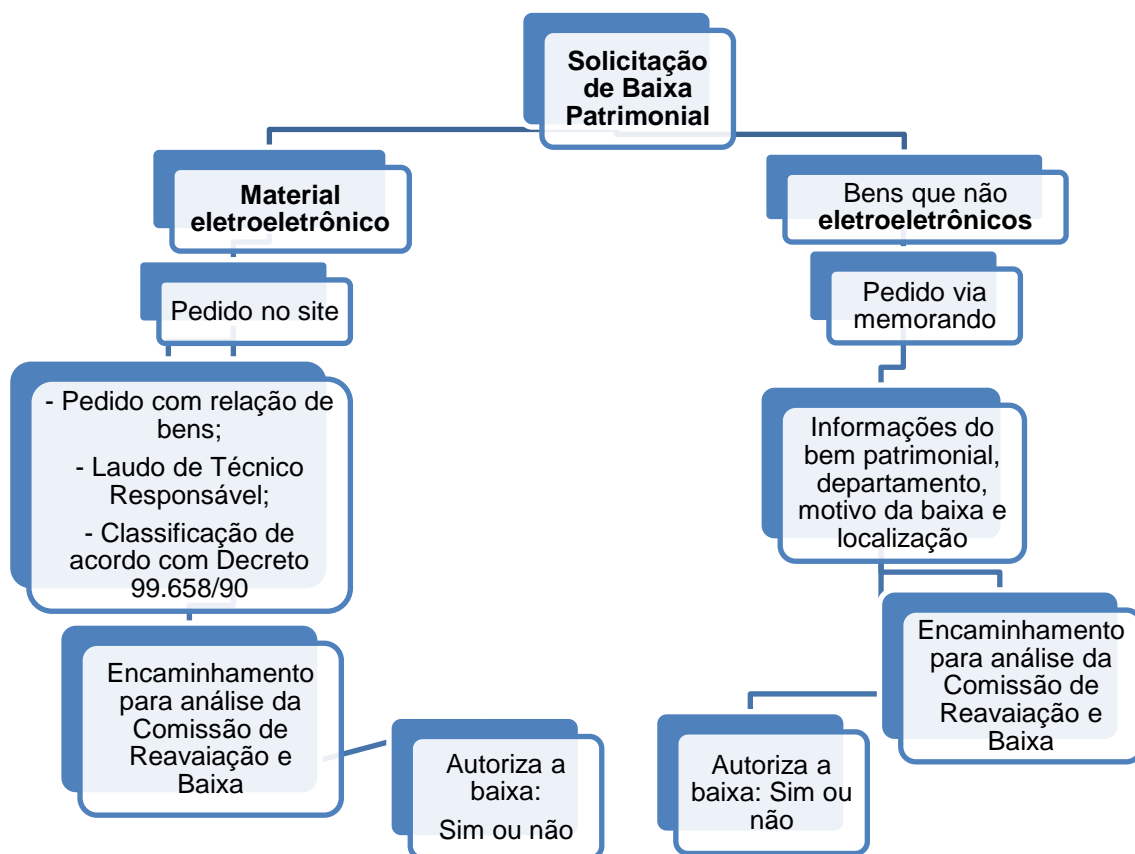 Solicitação
de Baixa
Patrimonial
Material
eletroeletrônico
Bens que não
eletroeletrônicos
Pedido no site
Pedido via
memorando
- Pedido com relação de
bens;
- Laudo de Técnico
Responsável;
- Classificação de
acordo com Decreto
99.658/90
Informações do
bem patrimonial,
departamento,
motivo da baixa e
localização
Encaminhamento
para análise da
Comissão de
Reavaiação e
Baixa
Autoriza a
baixa:
Sim ou não
Encaminhamento
para análise da
Comissão de
Reavaiação e
Baixa
Autoriza a
baixa: Sim ou
não